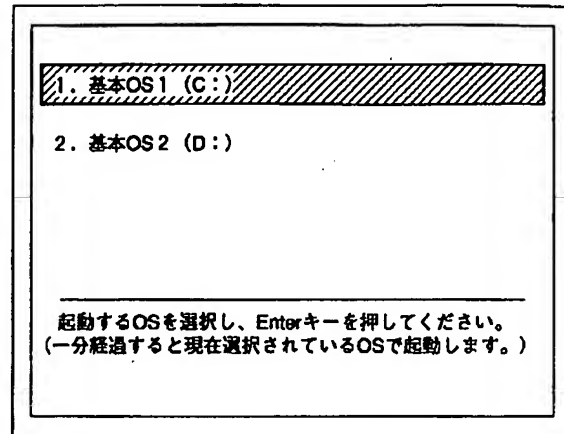 1. 基本OS1 (C:)
2. 基本OS2 (D:)
起動するOSを選択し、Enterキーを押してください。
(一分経過すると現在選択されているOSで起動します。)